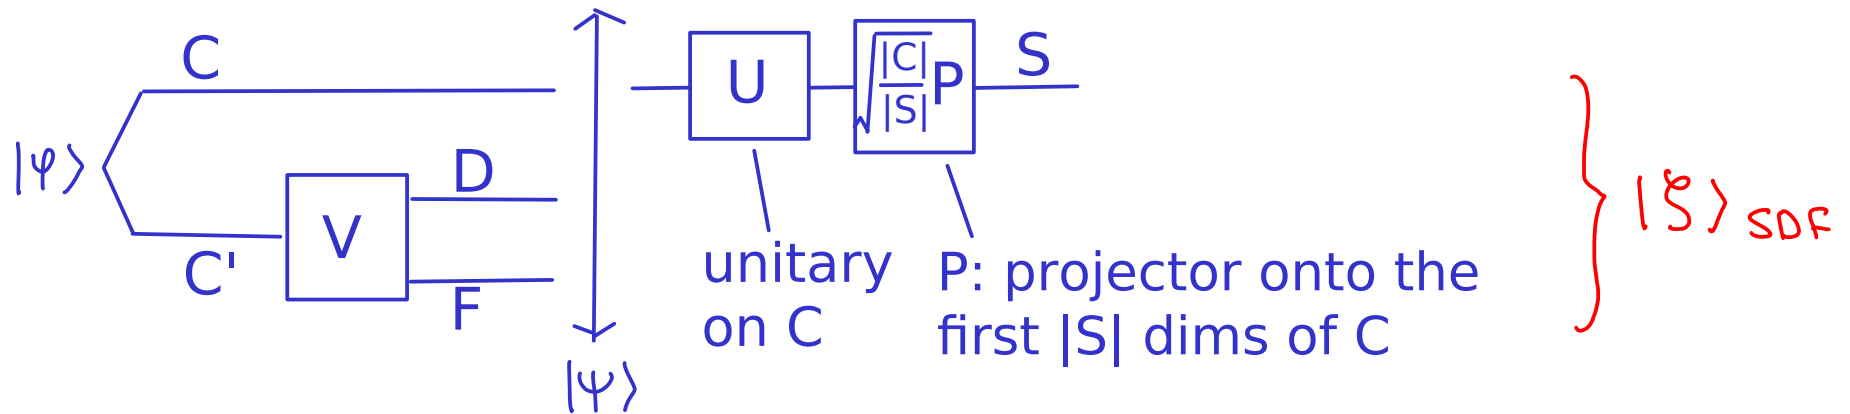 C
|ψ⟩
C'
V
D
F
|Ψ⟩
U
√|C|/|S| P
S
unitary
on C
P: projector onto the
first |S| dims of C
|ξ⟩SDF